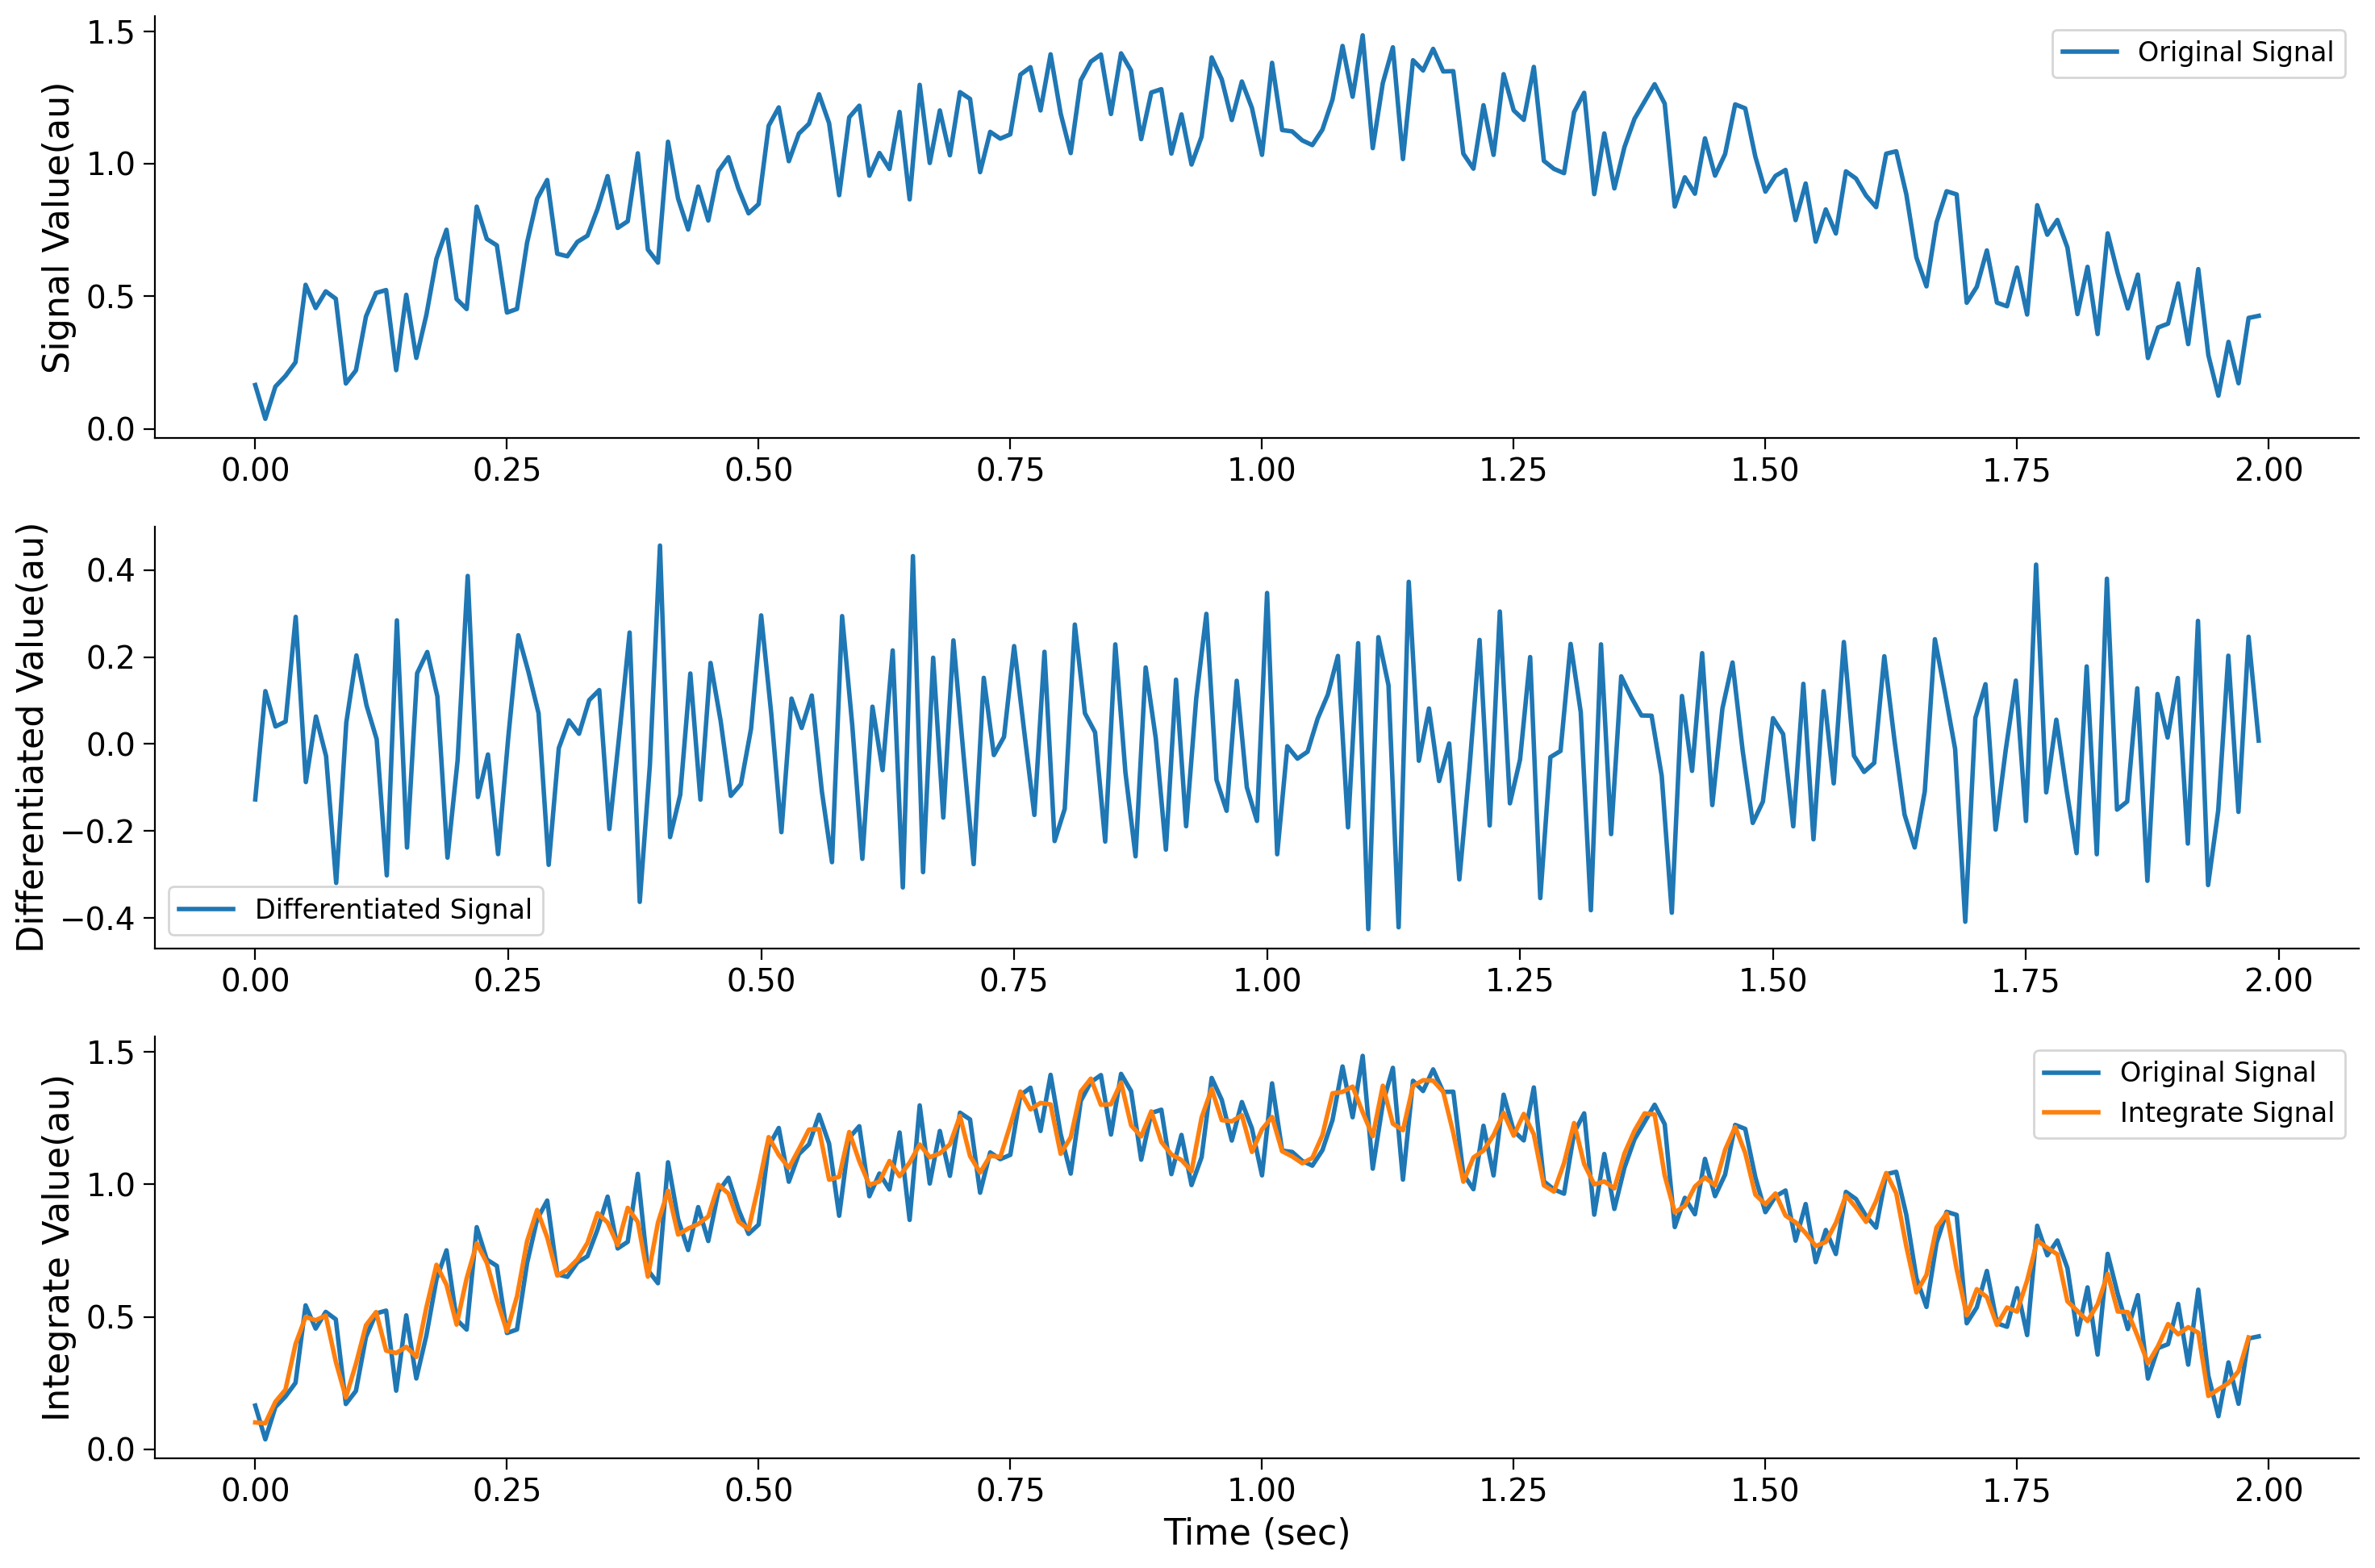 Signal Value(au)
1.5
1.0
0.5
0.0
Original Signal
0.00 0.25 0.50 0.75 1.00 1.25 1.50 1.75 2.00
Differentiated Value(au)
0.4
0.2
0.0
−0.2
−0.4
Differentiated Signal
0.00 0.25 0.50 0.75 1.00 1.25 1.50 1.75 2.00
Integrate Value(au)
1.5
1.0
0.5
0.0
Original Signal
Integrate Signal
0.00 0.25 0.50 0.75 1.00 1.25 1.50 1.75 2.00
Time (sec)